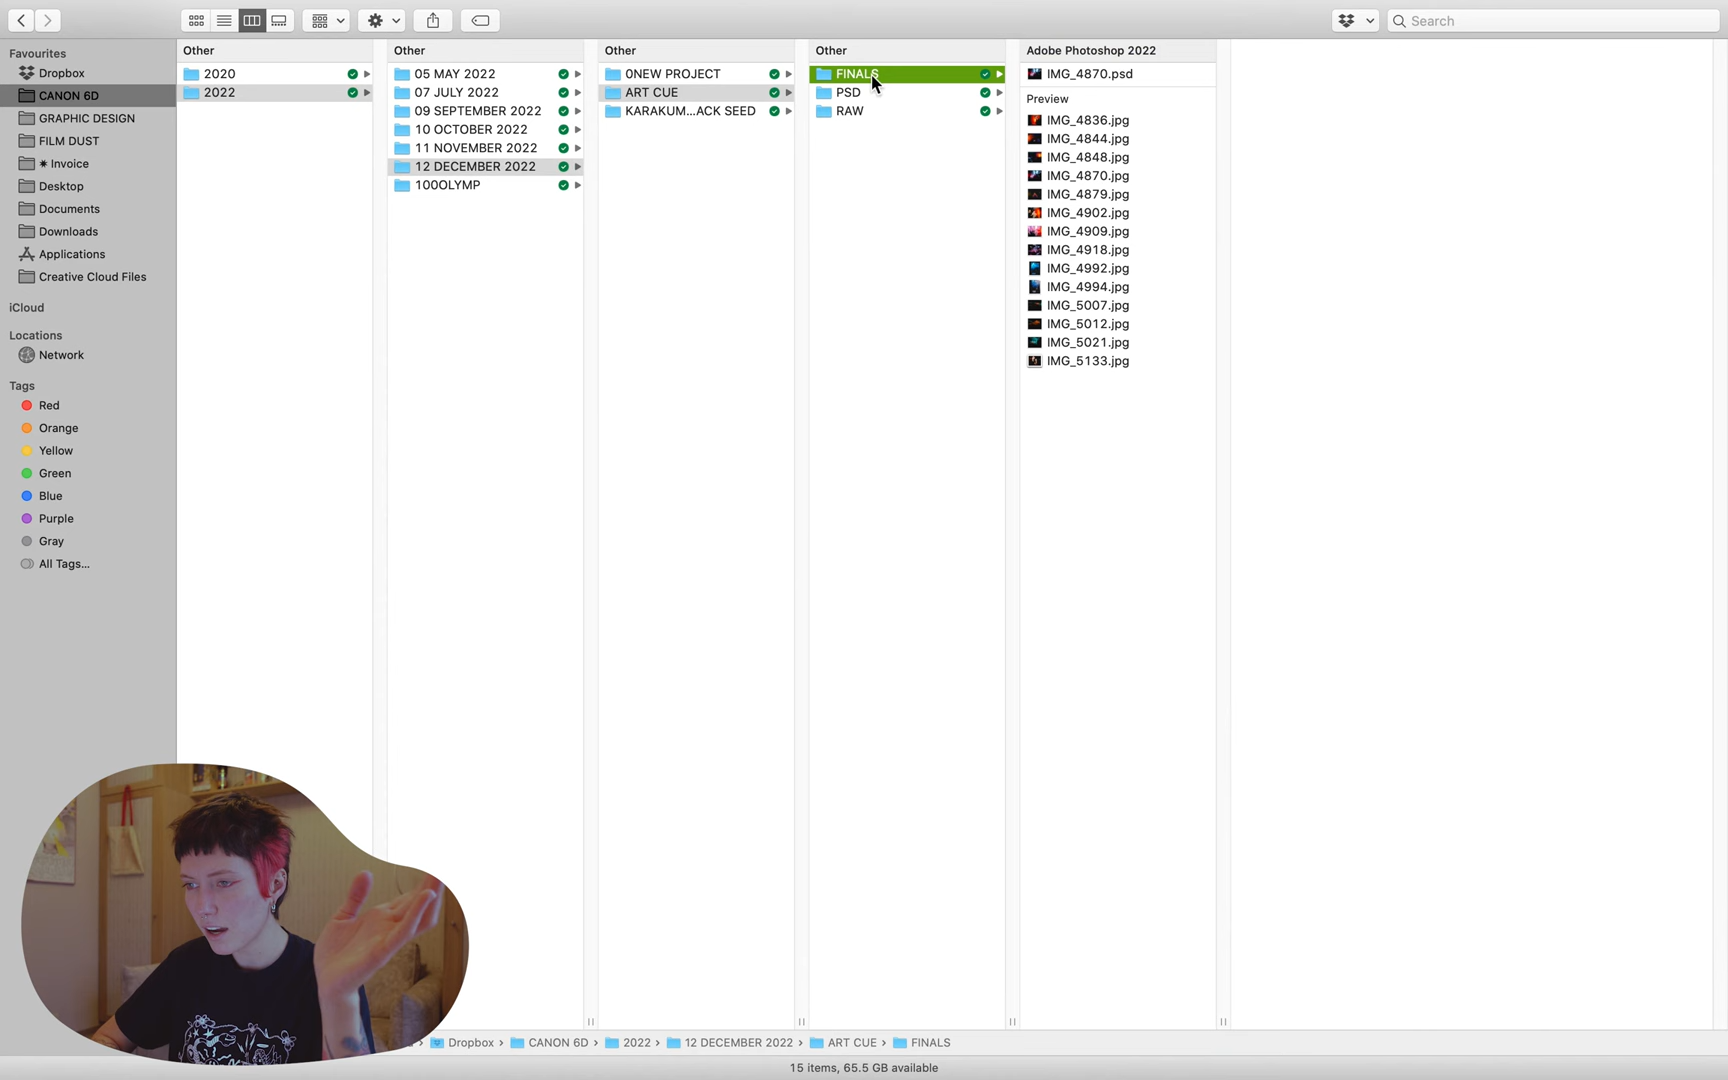 Search
Favourites
Dropbox
CANON 6D
GRAPHIC DESIGN
FILM DUST
✷ Invoice
Desktop
Documents
Downloads
Applications
Creative Cloud Files
iCloud
Locations
Network
Tags
Red
Orange
Yellow
Green
Blue
Purple
Gray
All Tags...
Other
2020
2022
Other
05 MAY 2022
07 JULY 2022
09 SEPTEMBER 2022
10 OCTOBER 2022
11 NOVEMBER 2022
12 DECEMBER 2022
100OLYMP
Other
0NEW PROJECT
ART CUE
KARAKUM...ACK SEED
Other
FINALS
PSD
RAW
Adobe Photoshop 2022
IMG_4870.psd
Preview
IMG_4836.jpg
IMG_4844.jpg
IMG_4848.jpg
IMG_4870.jpg
IMG_4879.jpg
IMG_4902.jpg
IMG_4909.jpg
IMG_4918.jpg
IMG_4992.jpg
IMG_4994.jpg
IMG_5007.jpg
IMG_5012.jpg
IMG_5021.jpg
IMG_5133.jpg
› Dropbox › CANON 6D › 2022 › 12 DECEMBER 2022 › ART CUE › FINALS
15 items, 65.5 GB available